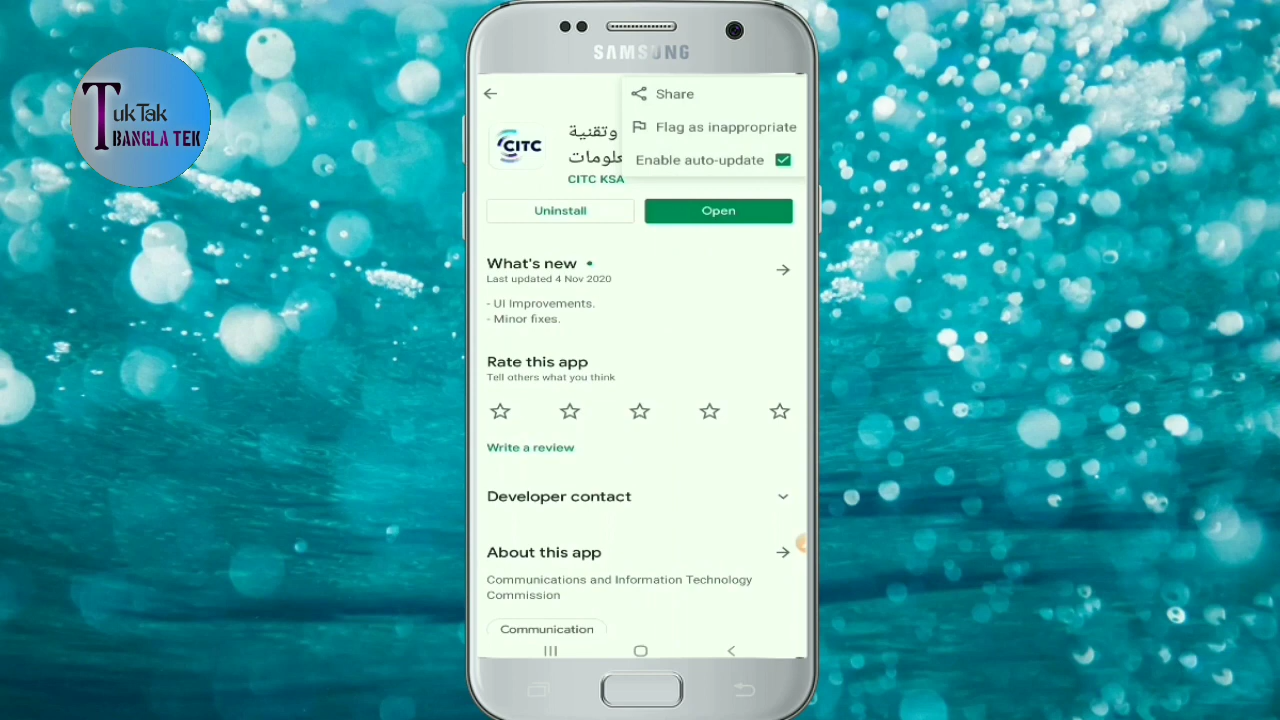 TukTak
BANGLA TEK
SAMSUNG
Share
Flag as inappropriate
Enable auto-update
CITC
وتقنية
CITC KSA
Uninstall
Open
What's new
Last updated 4 Nov 2020
- UI Improvements.
- Minor fixes.
Rate this app
Tell others what you think
Write a review
Developer contact
About this app
Communications and Information Technology
Commission
Communication